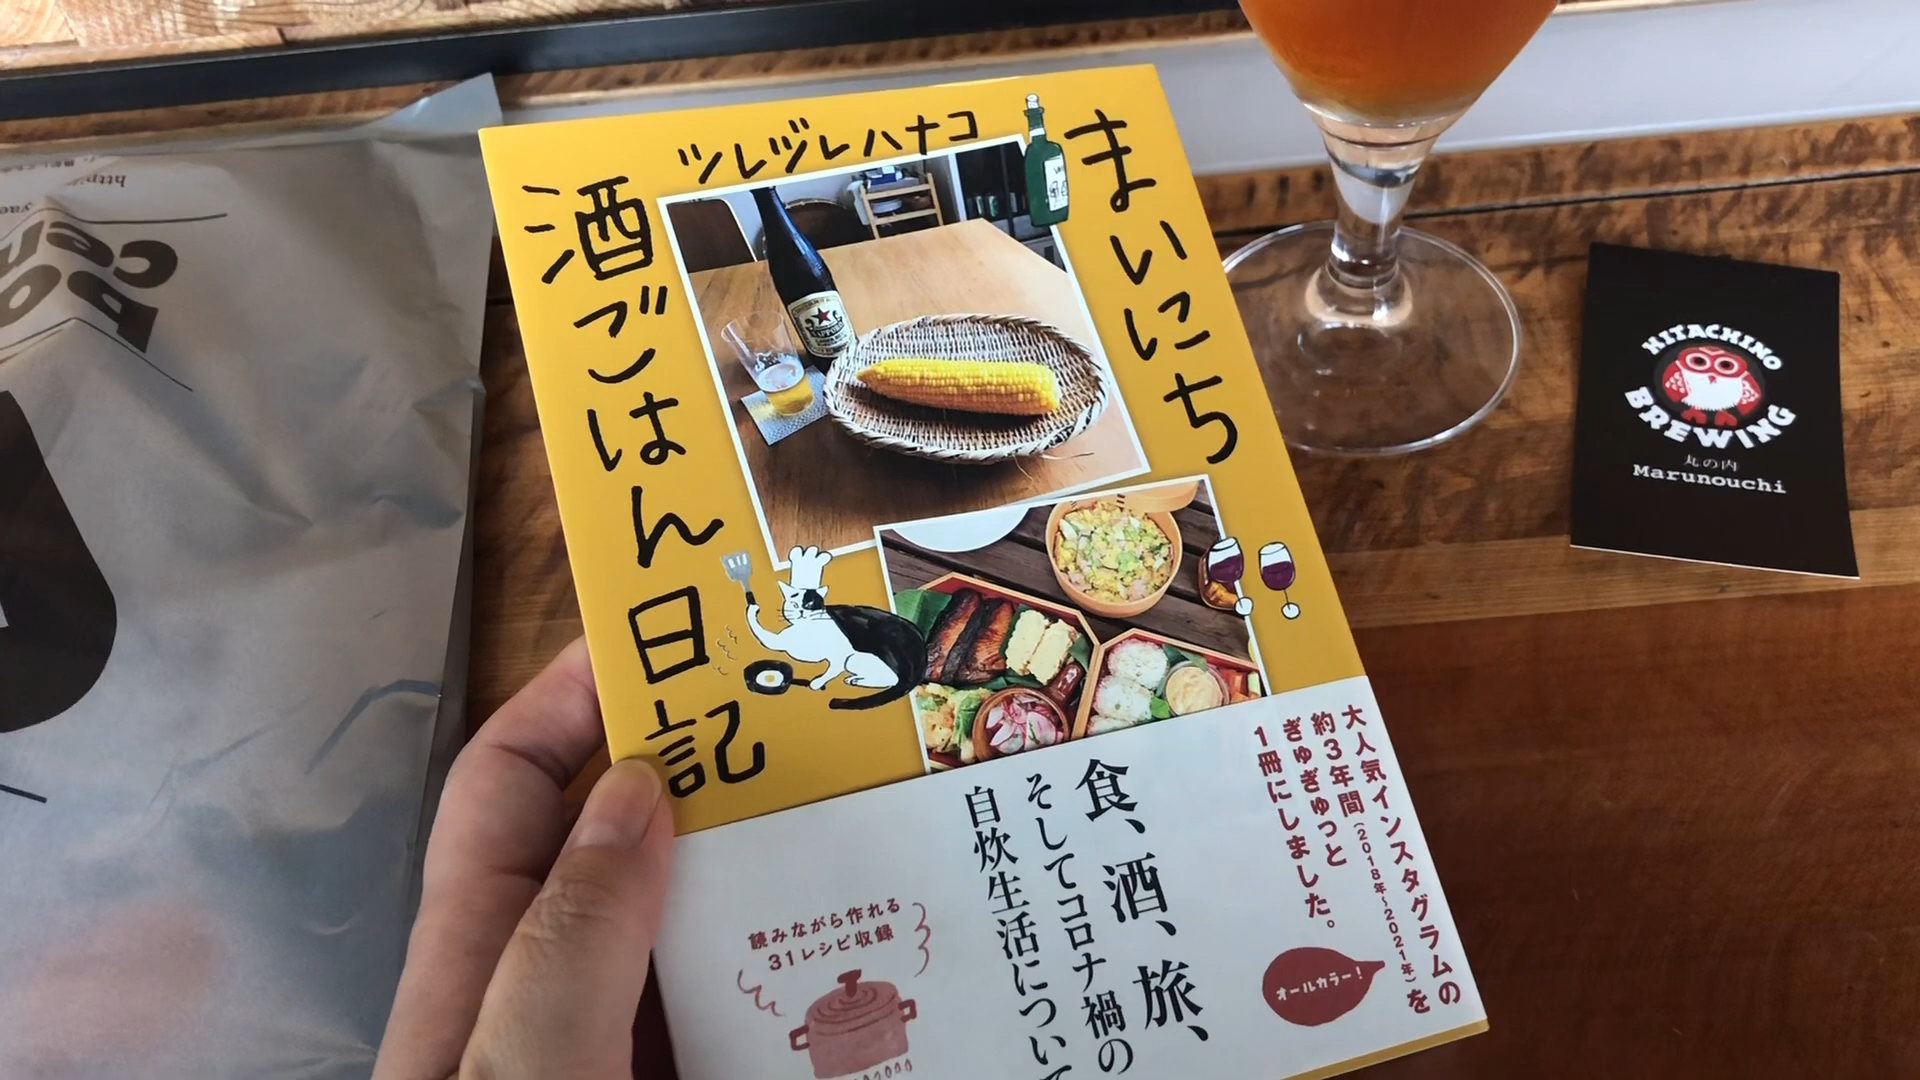 まいにち
酒ごはん日記
ツレヅレハナコ
SAPPORO
大人気インスタグラムの
約3年間(2018年~2021年)を
ぎゅぎゅっと
1冊にしました。
オールカラー!
食、酒、旅、
そしてコロナ禍の
自炊生活について
読みながら作れる
31レシピ収録
HITACHINO
BREWING
丸の内
Marunouchi
http